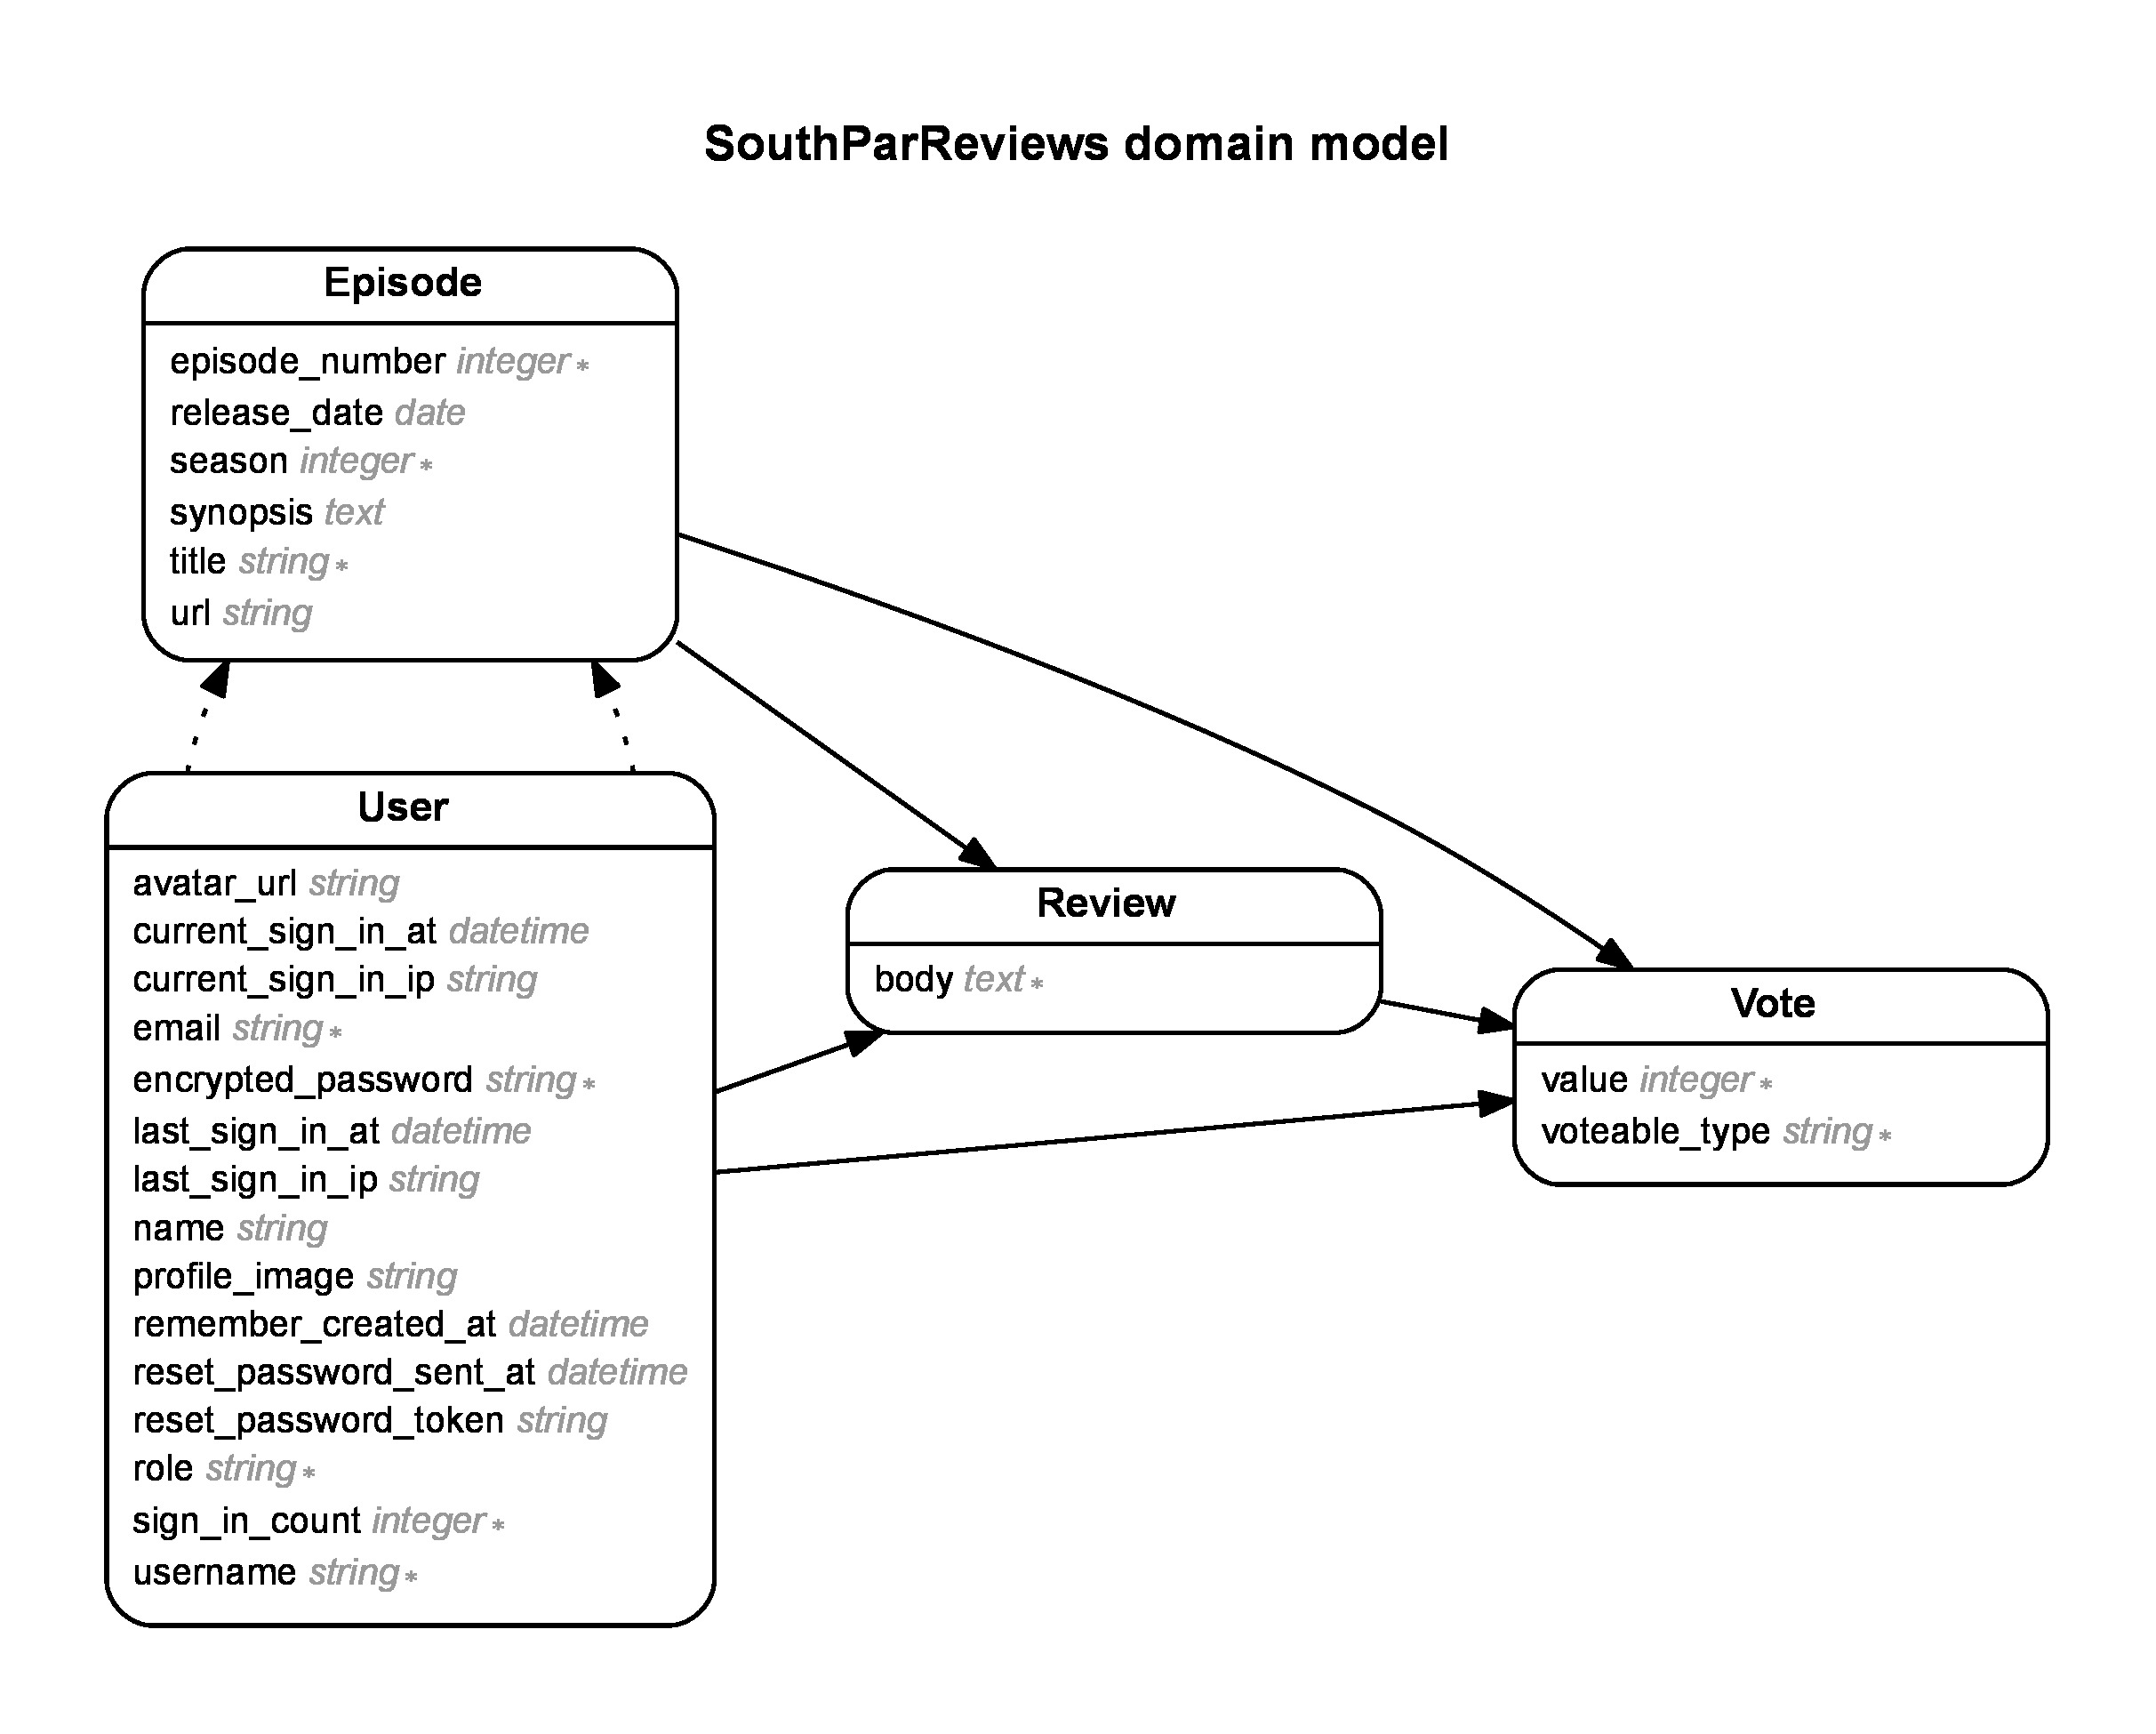 SouthParReviews domain model
Episode
episode_number integer *
release_date date
season integer *
synopsis text
title string *
url string
User
avatar_url string
current_sign_in_at datetime
current_sign_in_ip string
email string *
encrypted_password string *
last_sign_in_at datetime
last_sign_in_ip string
name string
profile_image string
remember_created_at datetime
reset_password_sent_at datetime
reset_password_token string
role string *
sign_in_count integer *
username string *
Review
body text *
Vote
value integer *
voteable_type string *